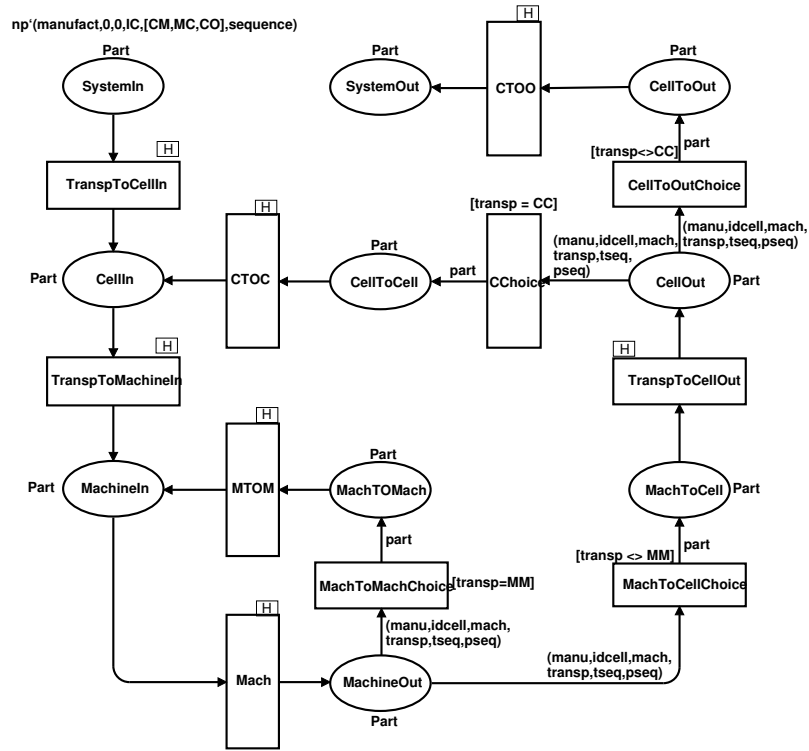 np‘(manufact,0,0,IC,[CM,MC,CO],sequence)
Part
SystemIn
H
TranspToCellIn
Part
CellIn
H
TranspToMachineIn
Part
MachineIn
H
CTOO
Part
SystemOut
Part
CellToOut
[transp<>CC]
part
CellToOutChoice
H
CTOC
Part
CellToCell
[transp = CC]
part
CChoice
(manu,idcell,mach,
transp,tseq,
pseq)
(manu,idcell,mach,
transp,tseq,pseq)
CellOut
Part
H
TranspToCellOut
H
MTOM
Part
MachTOMach
part
MachToMachChoice
[transp=MM]
MachToCell
Part
[transp <> MM]
part
MachToCellChoice
H
Mach
(manu,idcell,mach,
transp,tseq,pseq)
MachineOut
Part
(manu,idcell,mach,
transp,tseq,pseq)